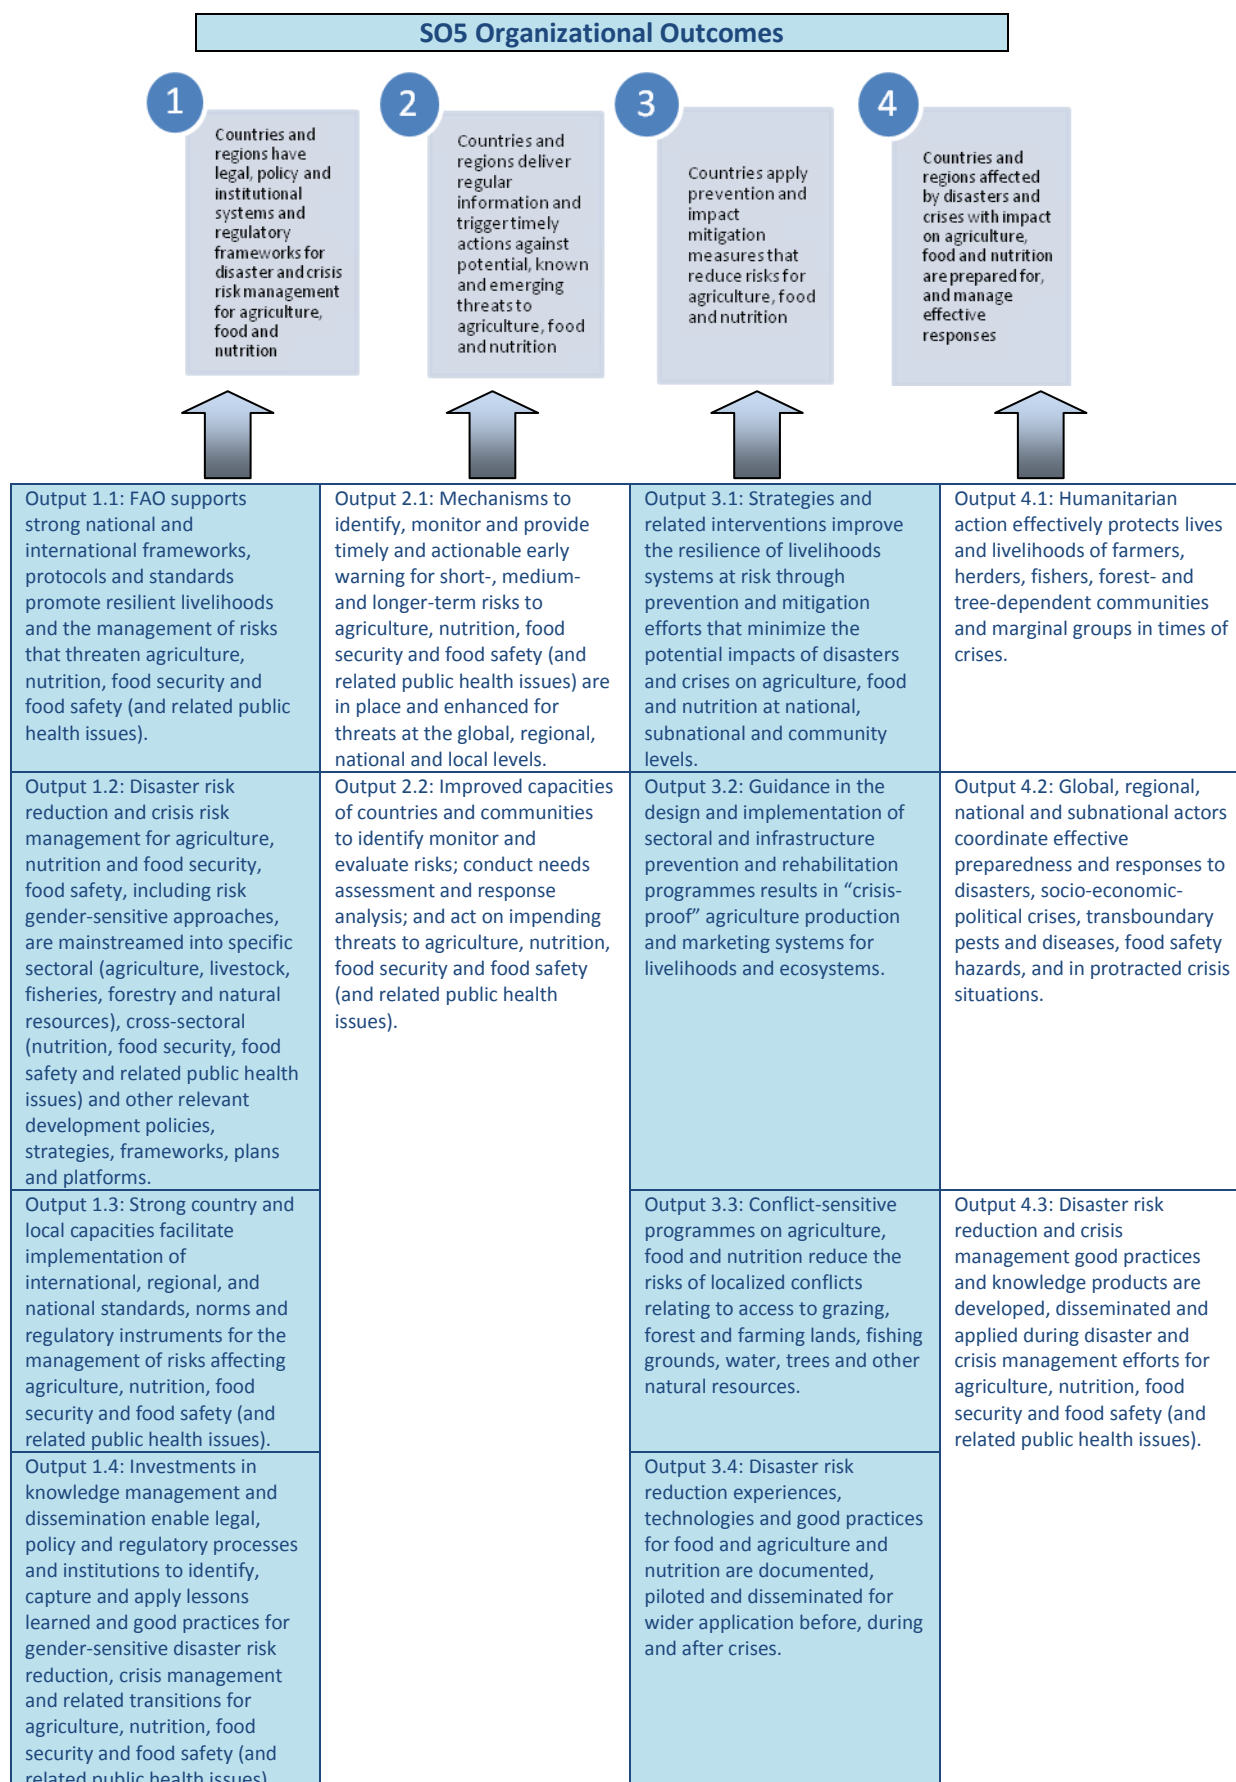 SO5 Organizational Outcomes
1
Countries and
regions have
legal, policy and
institutional
systems and
regulatory
frameworks for
disaster and crisis
risk management
for agriculture,
food and
nutrition
2
Countries and
regions deliver
regular
information and
trigger timely
actions against
potential, known
and emerging
threats to
agriculture, food
and nutrition
3
Countries apply
prevention and
impact
mitigation
measures that
reduce risks for
agriculture, food
and nutrition
4
Countries and
regions affected
by disasters and
crises with impact
on agriculture,
food and nutrition
are prepared for,
and manage
effective
responses
Output 1.1: FAO supports
strong national and
international frameworks,
protocols and standards
promote resilient livelihoods
and the management of risks
that threaten agriculture,
nutrition, food security and
food safety (and related public
health issues).
Output 2.1: Mechanisms to
identify, monitor and provide
timely and actionable early
warning for short-, medium-
and longer-term risks to
agriculture, nutrition, food
security and food safety (and
related public health issues) are
in place and enhanced for
threats at the global, regional,
national and local levels.
Output 3.1: Strategies and
related interventions improve
the resilience of livelihoods
systems at risk through
prevention and mitigation
efforts that minimize the
potential impacts of disasters
and crises on agriculture, food
and nutrition at national,
subnational and community
levels.
Output 4.1: Humanitarian
action effectively protects lives
and livelihoods of farmers,
herders, fishers, forest- and
tree-dependent communities
and marginal groups in times of
crises.
Output 1.2: Disaster risk
reduction and crisis risk
management for agriculture,
nutrition and food security,
food safety, including risk
gender-sensitive approaches,
are mainstreamed into specific
sectoral (agriculture, livestock,
fisheries, forestry and natural
resources), cross-sectoral
(nutrition, food security, food
safety and related public health
issues) and other relevant
development policies,
strategies, frameworks, plans
and platforms.
Output 2.2: Improved capacities
of countries and communities
to identify monitor and
evaluate risks; conduct needs
assessment and response
analysis; and act on impending
threats to agriculture, nutrition,
food security and food safety
(and related public health
issues).
Output 3.2: Guidance in the
design and implementation of
sectoral and infrastructure
prevention and rehabilitation
programmes results in “crisis-
proof” agriculture production
and marketing systems for
livelihoods and ecosystems.
Output 4.2: Global, regional,
national and subnational actors
coordinate effective
preparedness and responses to
disasters, socio-economic-
political crises, transboundary
pests and diseases, food safety
hazards, and in protracted crisis
situations.
Output 1.3: Strong country and
local capacities facilitate
implementation of
international, regional, and
national standards, norms and
regulatory instruments for the
management of risks affecting
agriculture, nutrition, food
security and food safety (and
related public health issues).
Output 3.3: Conflict-sensitive
programmes on agriculture,
food and nutrition reduce the
risks of localized conflicts
relating to access to grazing,
forest and farming lands, fishing
grounds, water, trees and other
natural resources.
Output 4.3: Disaster risk
reduction and crisis
management good practices
and knowledge products are
developed, disseminated and
applied during disaster and
crisis management efforts for
agriculture, nutrition, food
security and food safety (and
related public health issues).
Output 1.4: Investments in
knowledge management and
dissemination enable legal,
policy and regulatory processes
and institutions to identify,
capture and apply lessons
learned and good practices for
gender-sensitive disaster risk
reduction, crisis management
and related transitions for
agriculture, nutrition, food
security and food safety (and
related public health issues)
Output 3.4: Disaster risk
reduction experiences,
technologies and good practices
for food and agriculture and
nutrition are documented,
piloted and disseminated for
wider application before, during
and after crises.